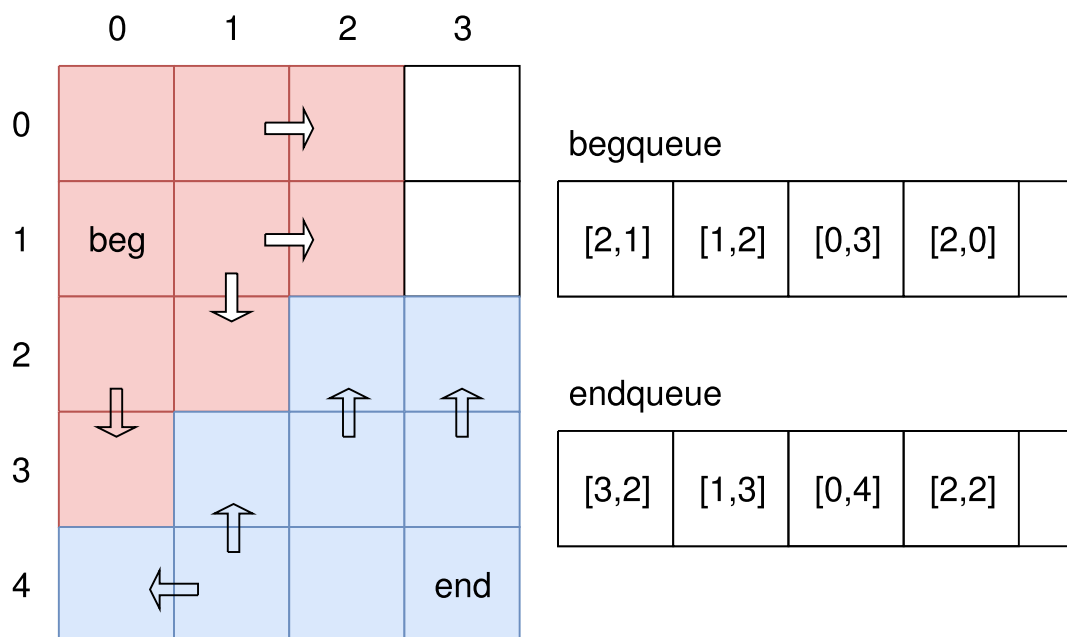 0 1 2 3
0
begqueue
1 beg [2,1] [1,2] [0,3] [2,0]
2
endqueue
3 [3,2] [1,3] [0,4] [2,2]
4 end